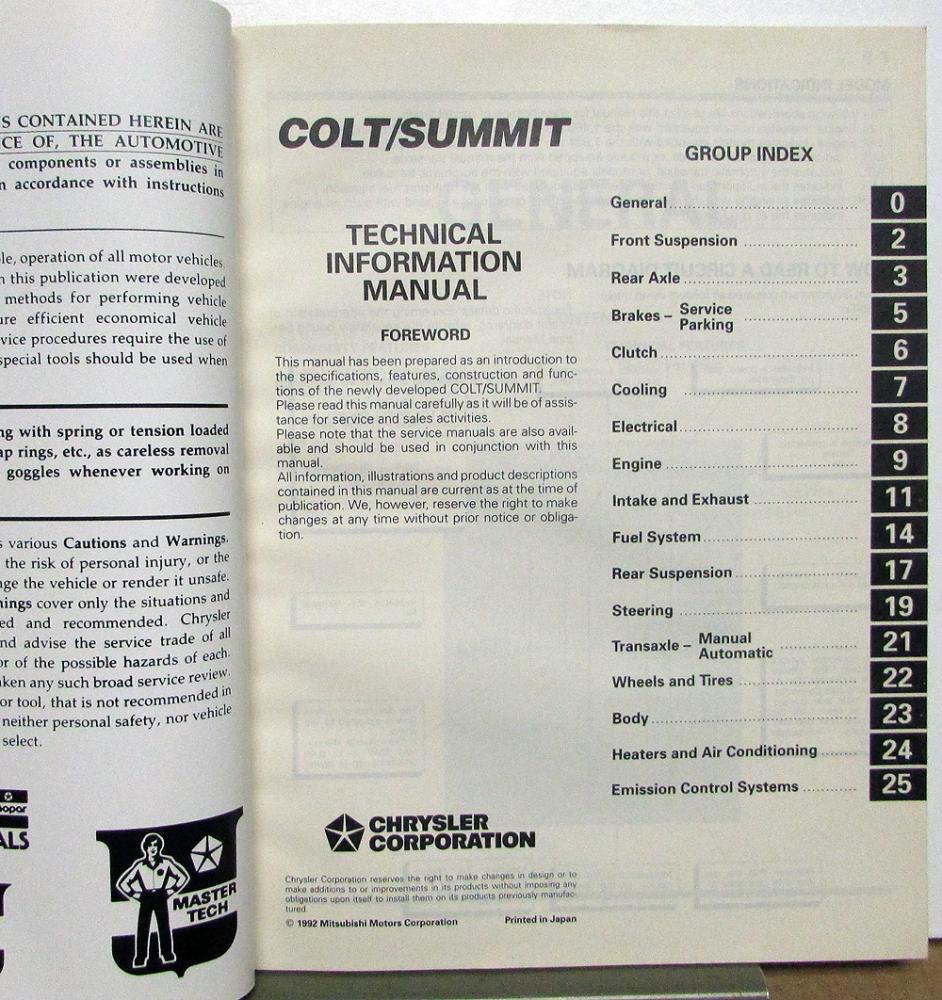 S CONTAINED HEREIN ARE
CE OF, THE AUTOMOTIVE
components or assemblies in
n accordance with instructions
le, operation of all motor vehicles,
n this publication were developed
methods for performing vehicle
ure efficient economical vehicle
vice procedures require the use of
special tools should be used when
ng with spring or tension loaded
ap rings, etc., as careless removal
goggles whenever working on
s various Cautions and Warnings.
the risk of personal injury, or the
age the vehicle or render it unsafe.
nings cover only the situations and
ed and recommended. Chrysler
nd advise the service trade of all
or of the possible hazards of each.
aken any such broad service review.
or tool, that is not recommended in
neither personal safety, nor vehicle
select.
opar
ALS
MASTER
TECH
COLT/SUMMIT
TECHNICAL
INFORMATION
MANUAL
FOREWORD
This manual has been prepared as an introduction to
the specifications, features, construction and func-
tions of the newly developed COLT/SUMMIT.
Please read this manual carefully as it will be of assis-
tance for service and sales activities.
Please note that the service manuals are also avail-
able and should be used in conjunction with this
manual.
All information, illustrations and product descriptions
contained in this manual are current as at the time of
publication. We, however, reserve the right to make
changes at any time without prior notice or obliga-
tion.
CHRYSLER
CORPORATION
Chrysler Corporation reserves the right to make changes in design or to
make additions to or improvements in its products without imposing any
obligations upon itself to install them on its products previously manufac-
tured.
© 1992 Mitsubishi Motors Corporation Printed in Japan
GROUP INDEX
General 0
Front Suspension 2
Rear Axle 3
Brakes – Service
Parking 5
Clutch 6
Cooling 7
Electrical 8
Engine 9
Intake and Exhaust 11
Fuel System 14
Rear Suspension 17
Steering 19
Transaxle – Manual
Automatic 21
Wheels and Tires 22
Body 23
Heaters and Air Conditioning 24
Emission Control Systems 25